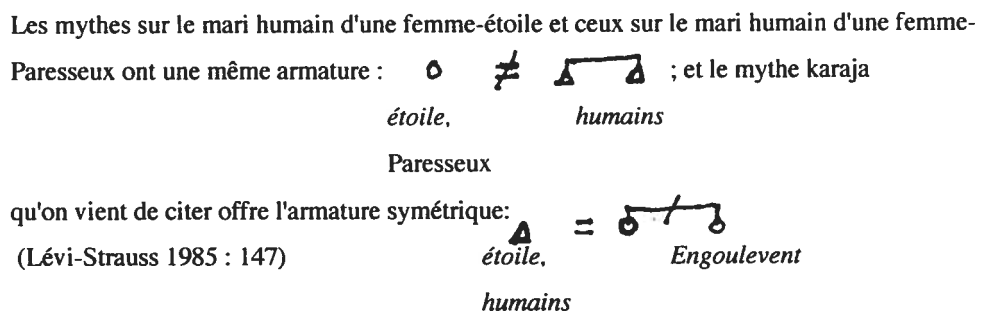 Les mythes sur le mari humain d'une femme-étoile et ceux sur le mari humain d'une femme-
Paresseux ont une même armature : o ≠ Δ Δ ; et le mythe karaja
étoile, humains
Paresseux
qu'on vient de citer offre l'armature symétrique: Δ = o o
(Lévi-Strauss 1985 : 147) étoile, Engoulevent
humains